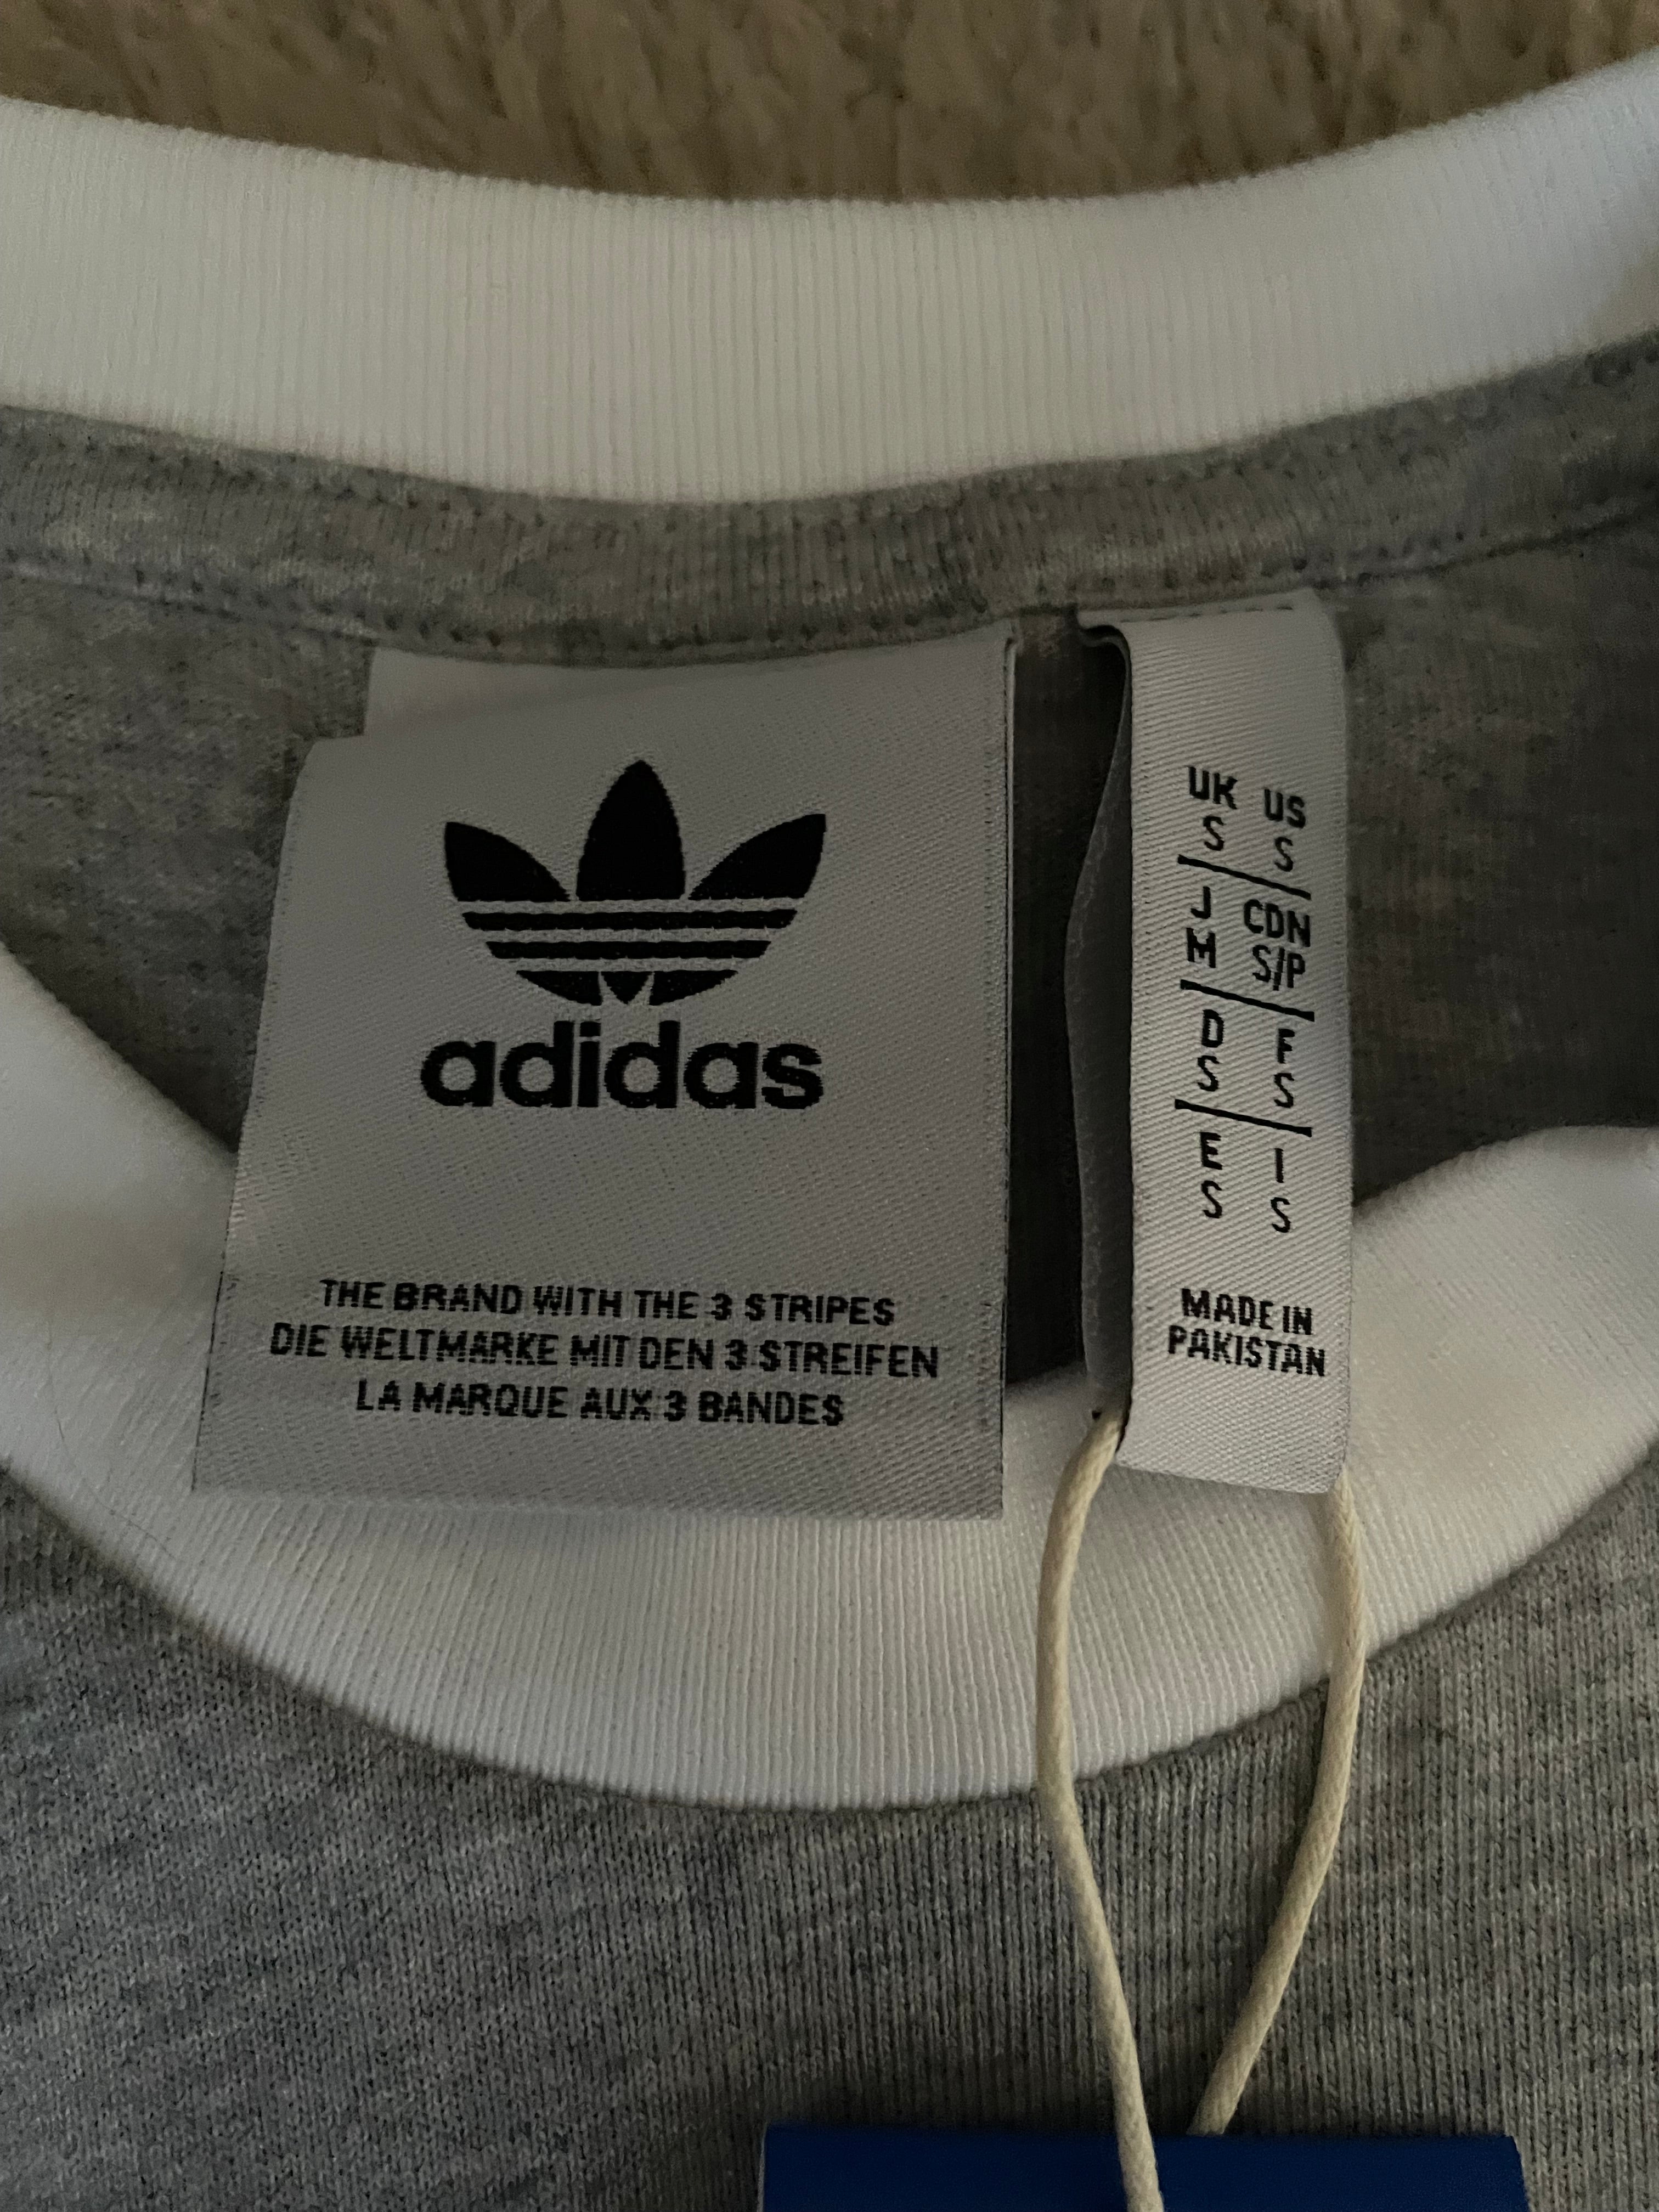 adidas
THE BRAND WITH THE 3 STRIPES
DIE WELTMARKE MIT DEN 3 STREIFEN
LA MARQUE AUX 3 BANDES
UK US
S S
J CDN
M S/P
D F
S S
E I
S S
MADE IN
PAKISTAN